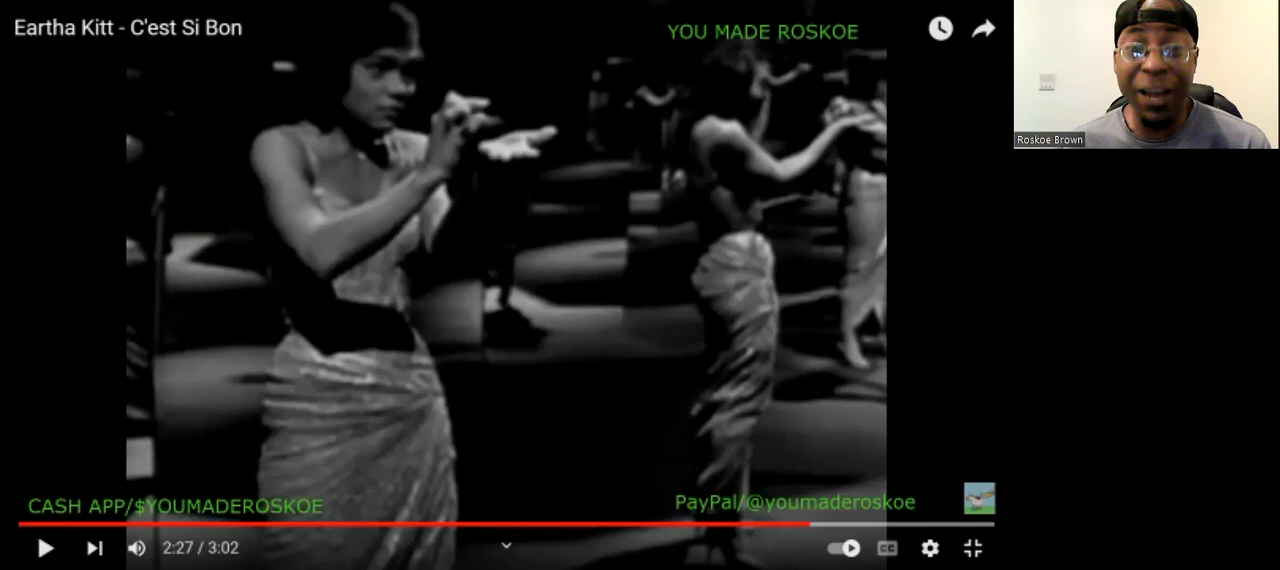 Eartha Kitt - C'est Si Bon
YOU MADE ROSKOE
Roskoe Brown
CASH APP/$YOUMADEROSKOE
PayPal/@youmaderoskoe
2:27 / 3:02
CC